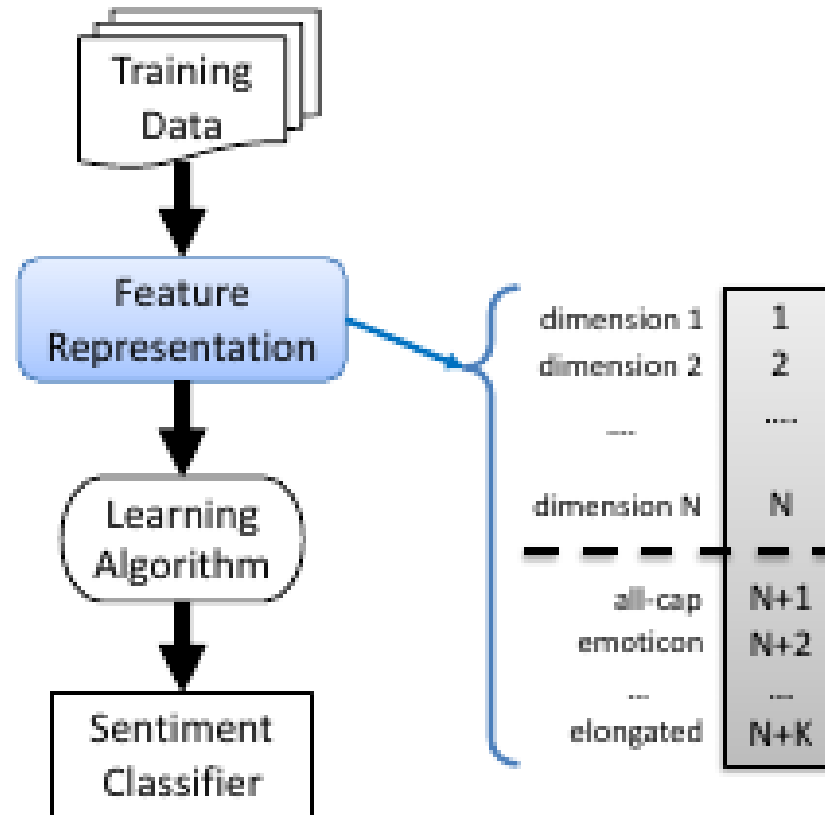 Training
Data
Feature
Representation
Learning
Algorithm
Sentiment
Classifier
dimension 1 1
dimension 2 2
.... ....
dimension N N
all-cap N+1
emoticon N+2
... ....
elongated N+K